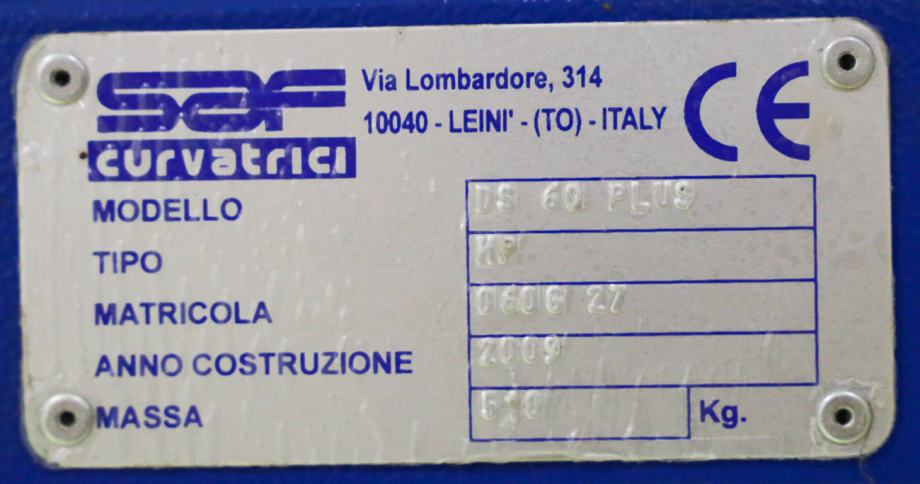 saf Via Lombardore, 314
curvatrici 10040 - LEINI' - (TO) - ITALY
CE
MODELLO DS 60 PLUS
TIPO
MATRICOLA 0606 27
ANNO COSTRUZIONE 2009
MASSA Kg.